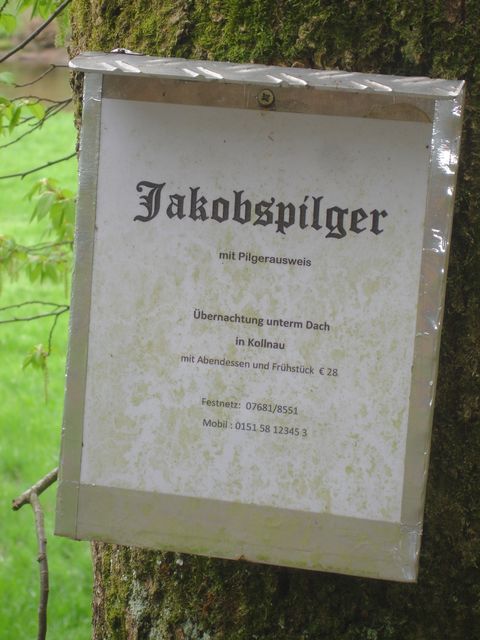 Jakobspilger
mit Pilgerausweis
Übernachtung unterm Dach
in Kollnau
mit Abendessen und Frühstück € 28
Festnetz: 07681/8551
Mobil : 0151 58 12345 3